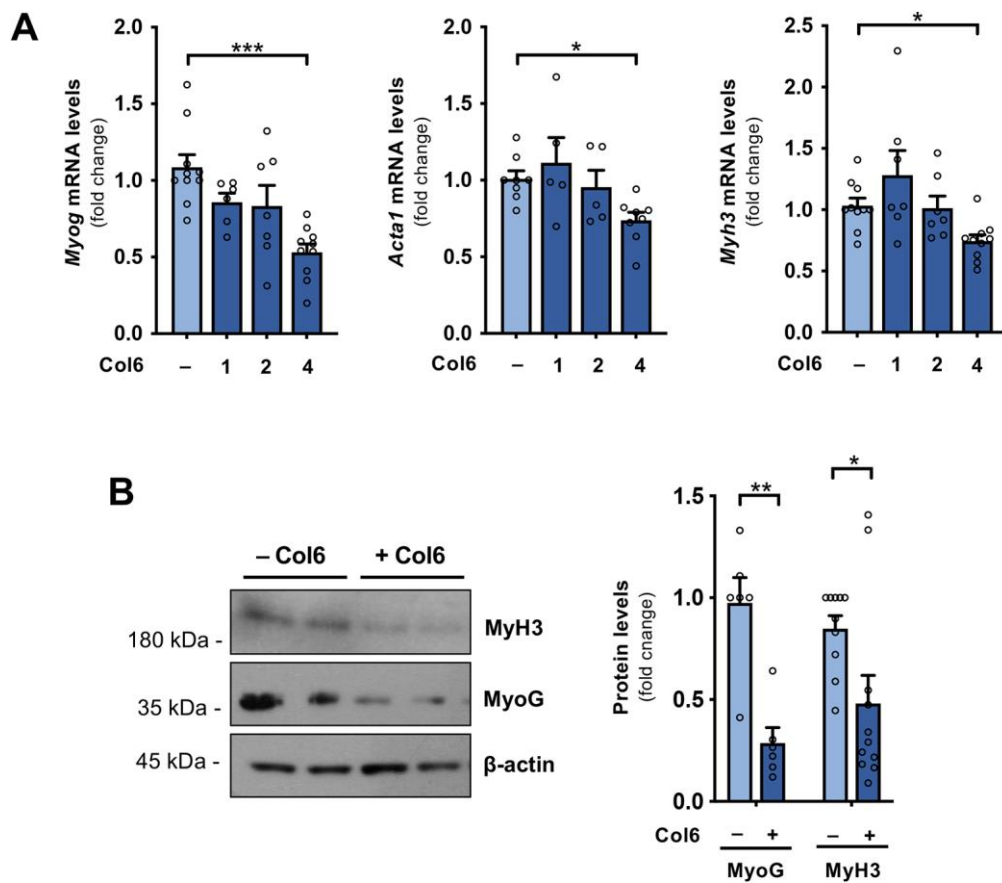 A
Myog mRNA levels
(fold change)
2.0
1.5
1.0
0.5
0.0
***
Col6 – 1 2 4
Acta1 mRNA levels
(fold change)
2.0
1.5
1.0
0.5
0.0
*
Col6 – 1 2 4
Myh3 mRNA levels
(fold change)
2.5
2.0
1.5
1.0
0.5
0.0
*
Col6 – 1 2 4
B
– Col6 + Col6
180 kDa - MyH3
35 kDa - MyoG
45 kDa - β-actin
Protein levels
(fold cnange)
1.5
1.0
0.5
0.0
** *
Col6 – + – +
MyoG MyH3